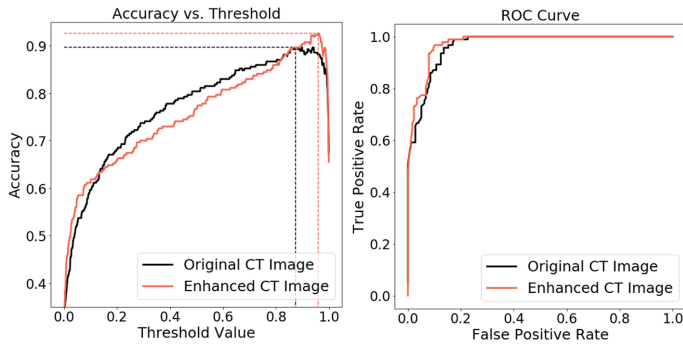 Accuracy vs. Threshold
0.9
0.8
0.7
0.6
0.5
0.4
Accuracy
Original CT Image
Enhanced CT Image
0.0 0.2 0.4 0.6 0.8 1.0
Threshold Value
ROC Curve
1.0
0.8
0.6
0.4
0.2
0.0
True Positive Rate
Original CT Image
Enhanced CT Image
0.0 0.2 0.4 0.6 0.8 1.0
False Positive Rate